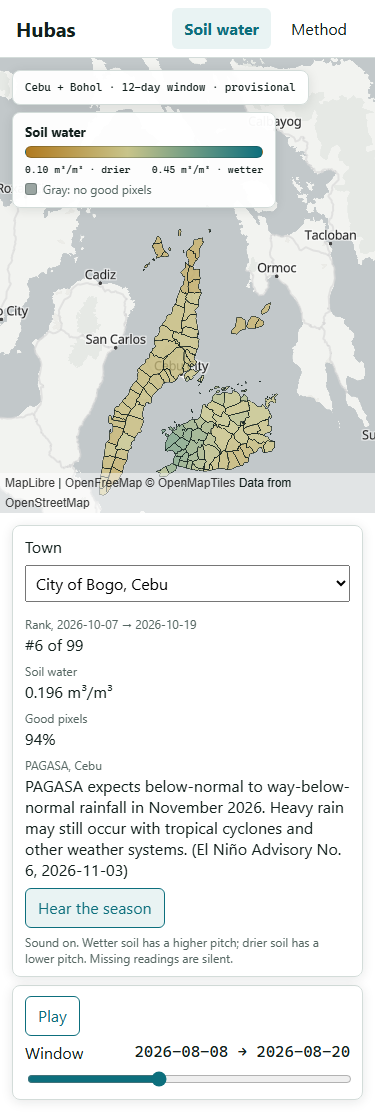 Hubas
Soil water
Method
Cebu + Bohol · 12-day window · provisional
Soil water
0.10 m³/m³ · drier
0.45 m³/m³ · wetter
Gray: no good pixels
Tacloban
Cadiz
Ormoc
San Carlos
City
MapLibre | OpenFreeMap © OpenMapTiles Data from
OpenStreetMap
Town
City of Bogo, Cebu
Rank, 2026-10-07 → 2026-10-19
#6 of 99
Soil water
0.196 m³/m³
Good pixels
94%
PAGASA, Cebu
PAGASA expects below-normal to way-below-
normal rainfall in November 2026. Heavy rain
may still occur with tropical cyclones and
other weather systems. (El Niño Advisory No.
6, 2026-11-03)
Hear the season
Sound on. Wetter soil has a higher pitch; drier soil has a
lower pitch. Missing readings are silent.
Play
Window
2026-08-08 → 2026-08-20